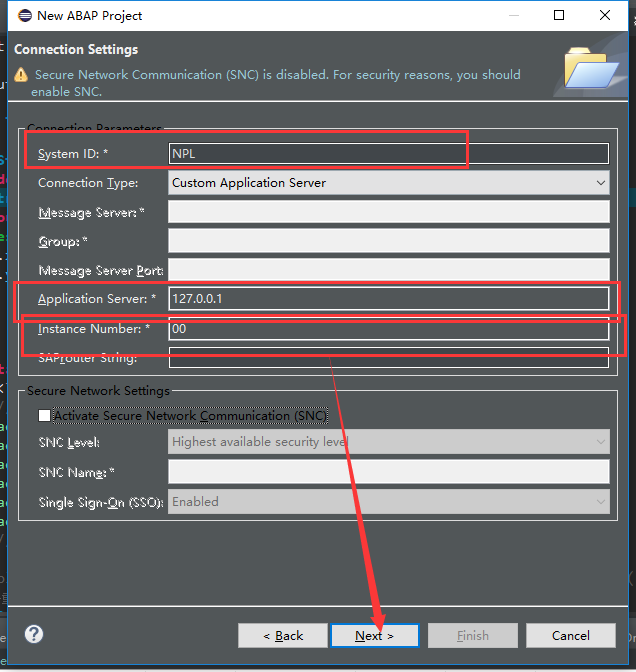 New ABAP Project
Connection Settings
Secure Network Communication (SNC) is disabled. For security reasons, you should
enable SNC.
Connection Parameters
System ID: * NPL
Connection Type: Custom Application Server
Message Server: *
Group: *
Message Server Port:
Application Server: * 127.0.0.1
Instance Number: * 00
SAProuter String:
Secure Network Settings
Activate Secure Network Communication (SNC)
SNC Level: Highest available security level
SNC Name: *
Single Sign-On (SSO): Enabled
< Back
Next >
Finish
Cancel